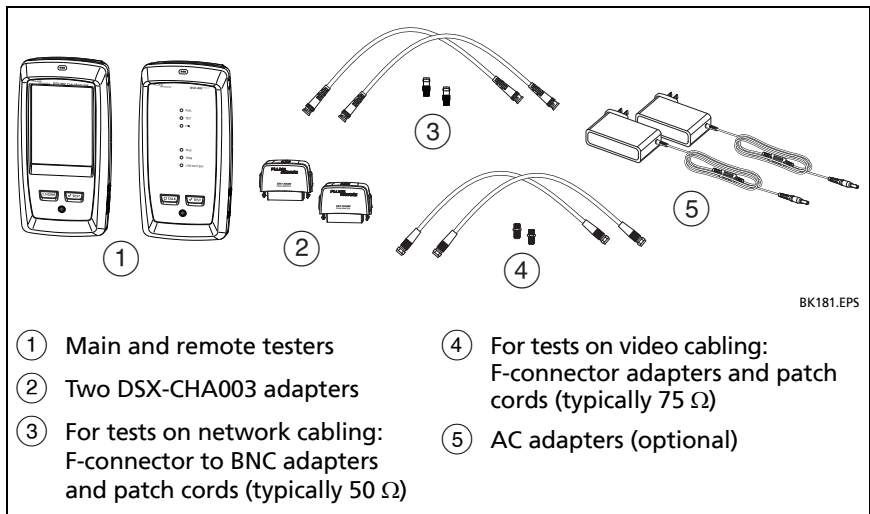 1
2
3
4
5
BK181.EPS
1 Main and remote testers
2 Two DSX-CHA003 adapters
3 For tests on network cabling:
F-connector to BNC adapters
and patch cords (typically 50 Ω)
4 For tests on video cabling:
F-connector adapters and patch
cords (typically 75 Ω)
5 AC adapters (optional)